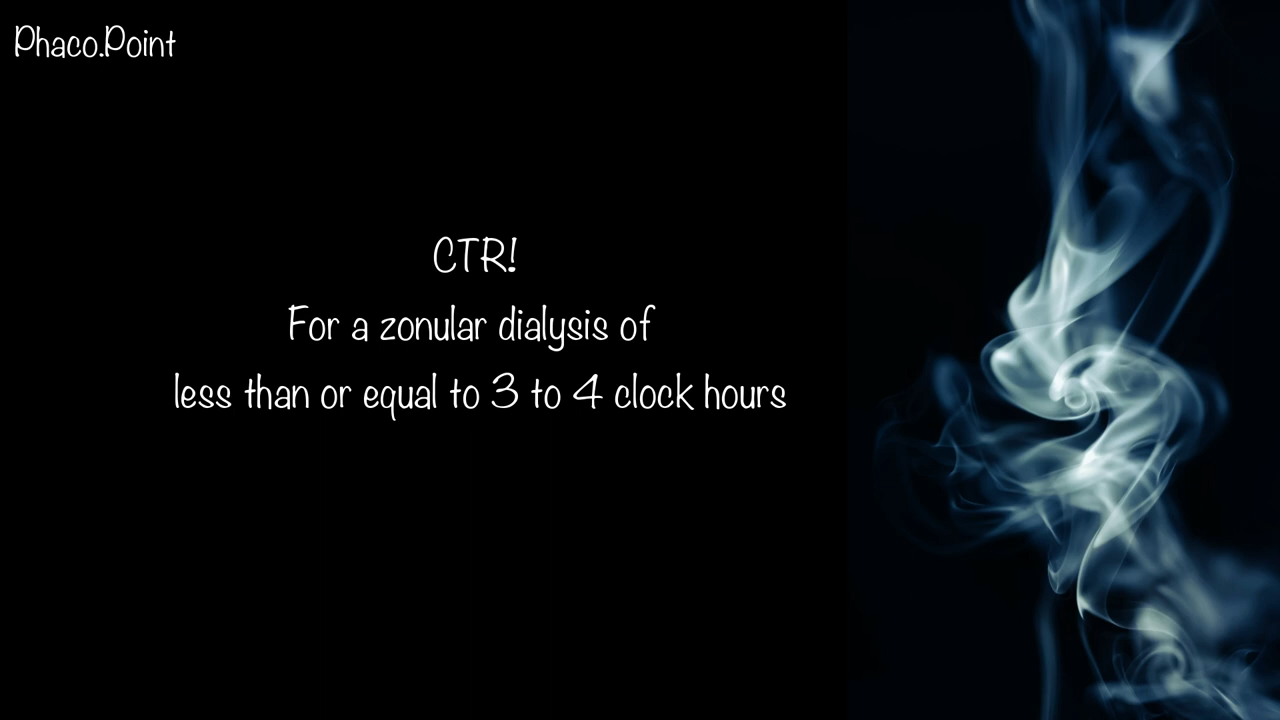 Phaco.Point
CTR!
For a zonular dialysis of
less than or equal to 3 to 4 clock hours